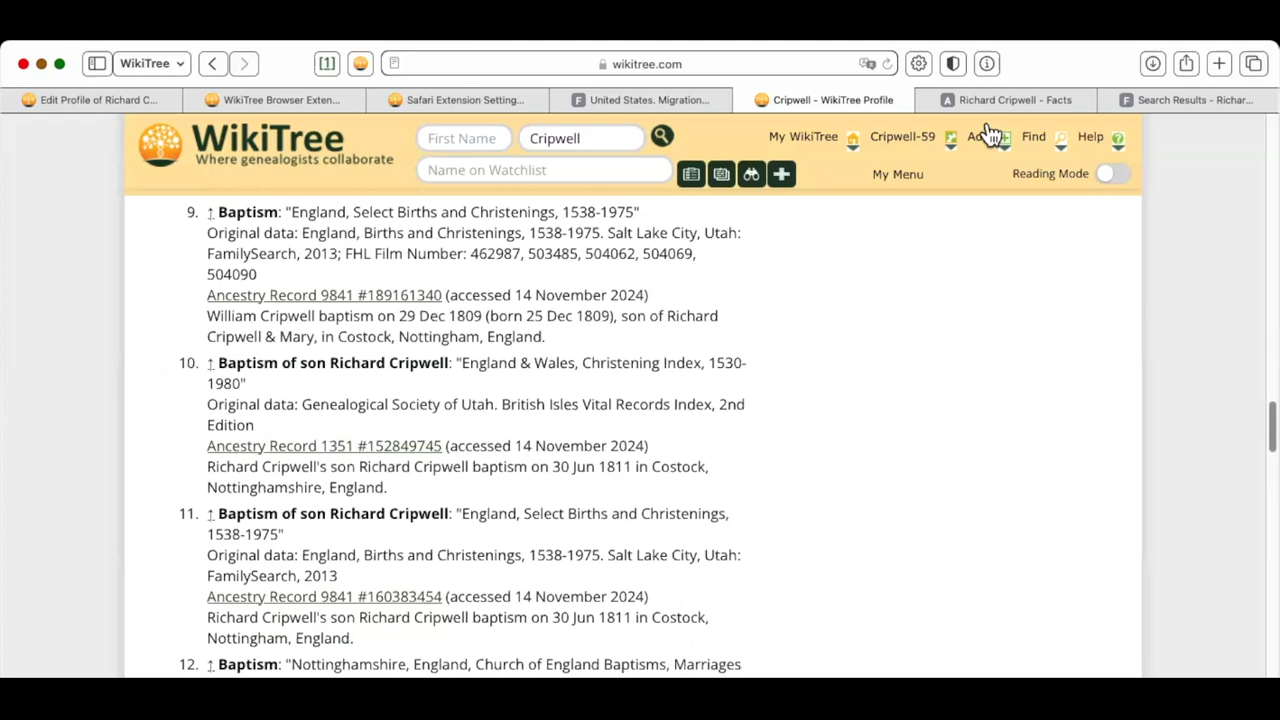 WikiTree
[1]
wikitree.com
Edit Profile of Richard C...
WikiTree Browser Exten...
Safari Extension Setting...
F United States. Migration...
Cripwell - WikiTree Profile
A Richard Cripwell - Facts
F Search Results - Richar...
WikiTree
Where genealogists collaborate
First Name
Cripwell
My WikiTree
Cripwell-59
Find
Help
?
Name on Watchlist
My Menu
Reading Mode
9. ↑ Baptism: "England, Select Births and Christenings, 1538-1975"
Original data: England, Births and Christenings, 1538-1975. Salt Lake City, Utah:
FamilySearch, 2013; FHL Film Number: 462987, 503485, 504062, 504069,
504090
Ancestry Record 9841 #189161340 (accessed 14 November 2024)
William Cripwell baptism on 29 Dec 1809 (born 25 Dec 1809), son of Richard
Cripwell & Mary, in Costock, Nottingham, England.
10. ↑ Baptism of son Richard Cripwell: "England & Wales, Christening Index, 1530-
1980"
Original data: Genealogical Society of Utah. British Isles Vital Records Index, 2nd
Edition
Ancestry Record 1351 #152849745 (accessed 14 November 2024)
Richard Cripwell's son Richard Cripwell baptism on 30 Jun 1811 in Costock,
Nottinghamshire, England.
11. ↑ Baptism of son Richard Cripwell: "England, Select Births and Christenings,
1538-1975"
Original data: England, Births and Christenings, 1538-1975. Salt Lake City, Utah:
FamilySearch, 2013
Ancestry Record 9841 #160383454 (accessed 14 November 2024)
Richard Cripwell's son Richard Cripwell baptism on 30 Jun 1811 in Costock,
Nottingham, England.
12. ↑ Baptism: "Nottinghamshire, England, Church of England Baptisms, Marriages